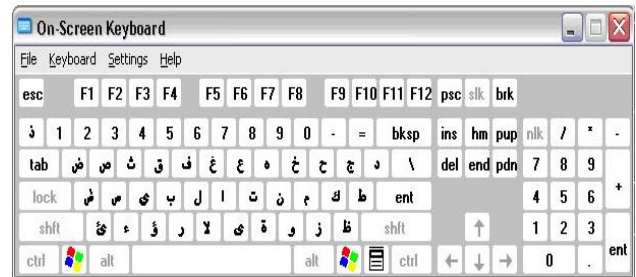 On-Screen Keyboard
File Keyboard Settings Help
esc F1 F2 F3 F4 F5 F6 F7 F8 F9 F10 F11 F12 psc slk brk
ذ 1 2 3 4 5 6 7 8 9 0 - = bksp ins hm pup nlk / * -
tab ض ص ث ق ف غ ع ه خ ح ج د \ del end pdn 7 8 9 +
lock ش س ي ب ل ا ت ن م ك ط ent 4 5 6
shft ئ ء ؤ ر لا ى ة و ز ظ shft ↑ 1 2 3 ent
ctrl alt alt ctrl ← ↓ → 0 .